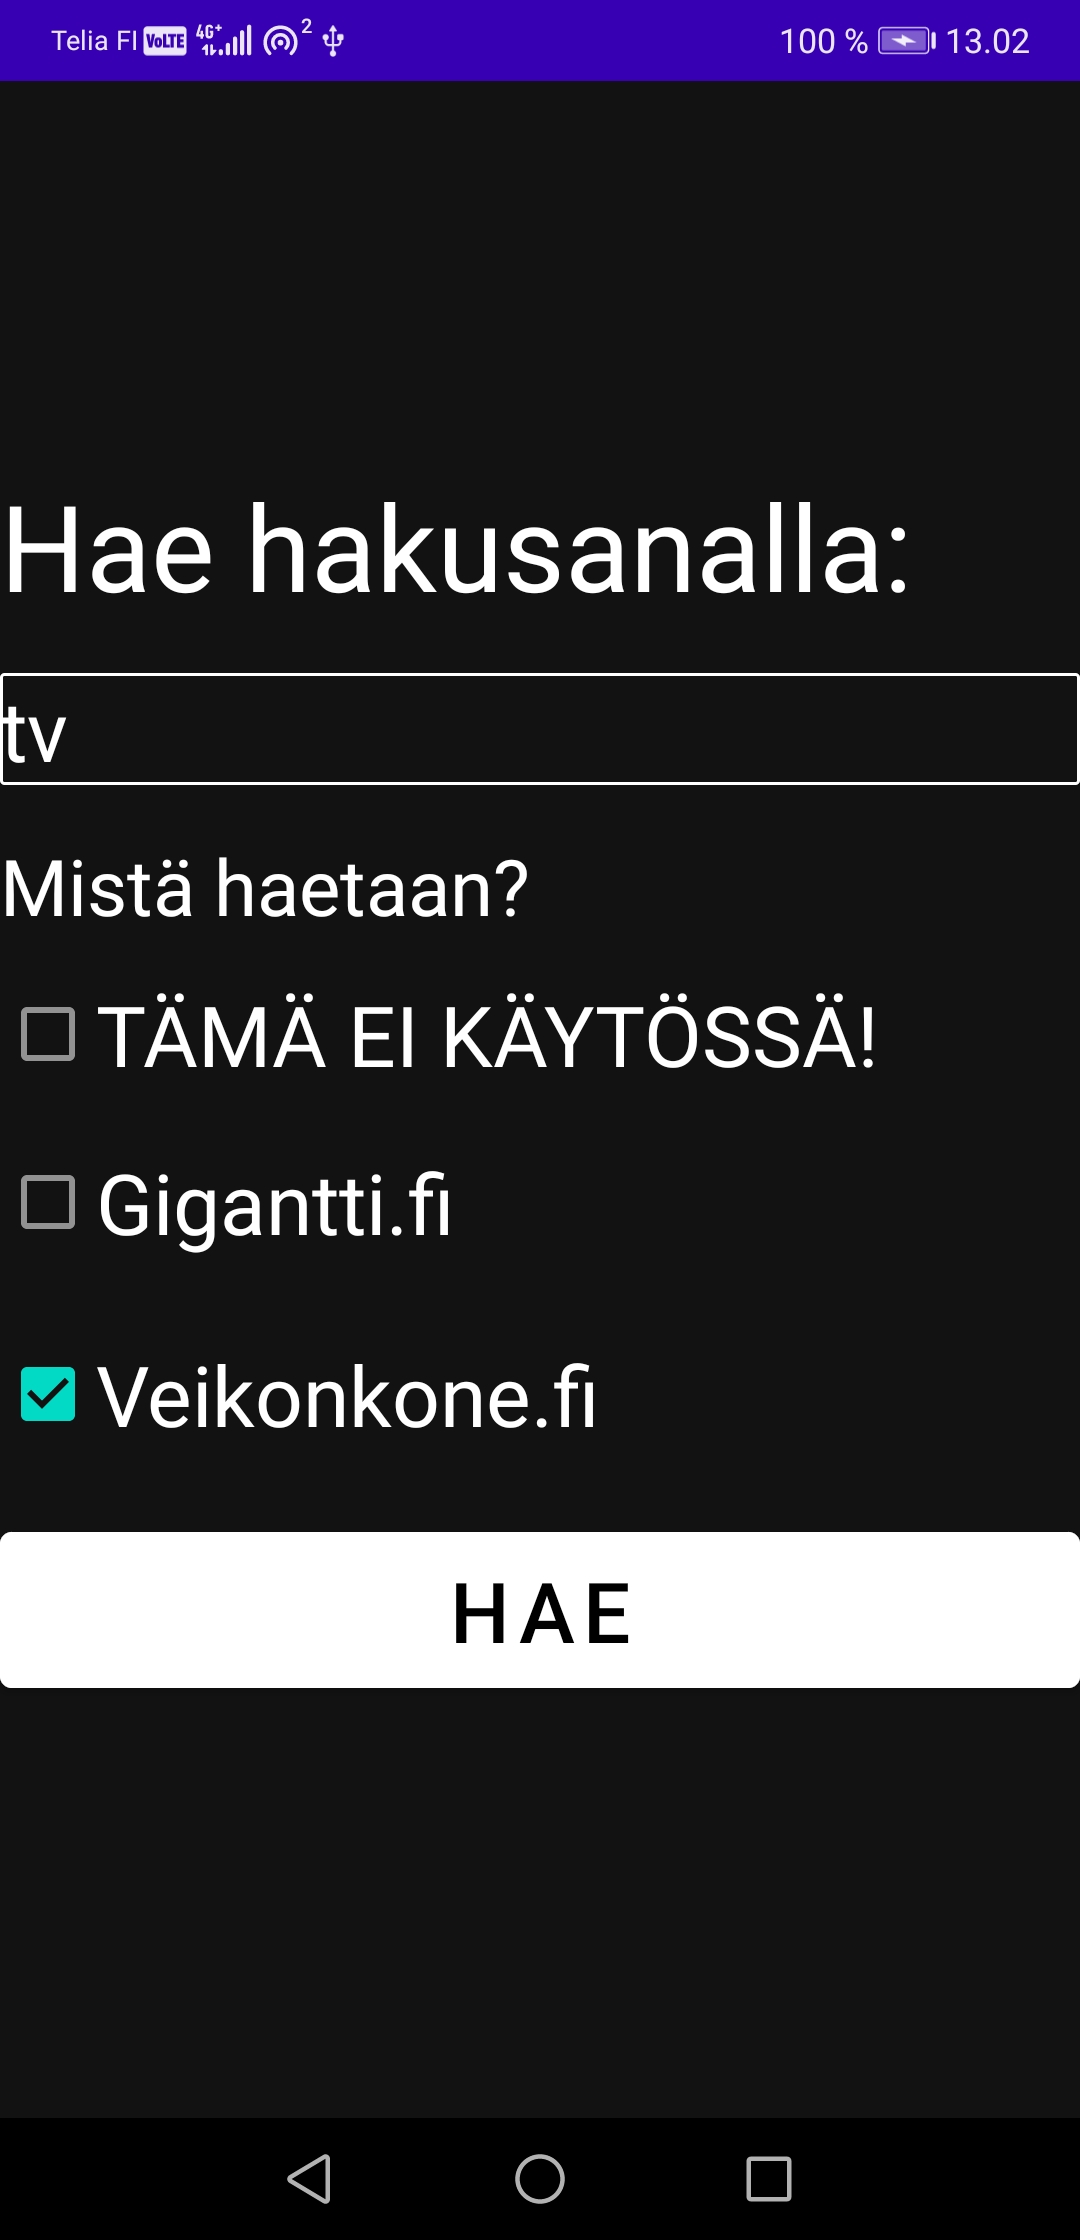 Telia FI VoLTE 4G+ 2 100 % 13.02
Hae hakusanalla:
tv
Mistä haetaan?
TÄMÄ EI KÄYTÖSSÄ!
Gigantti.fi
Veikonkone.fi
HAE